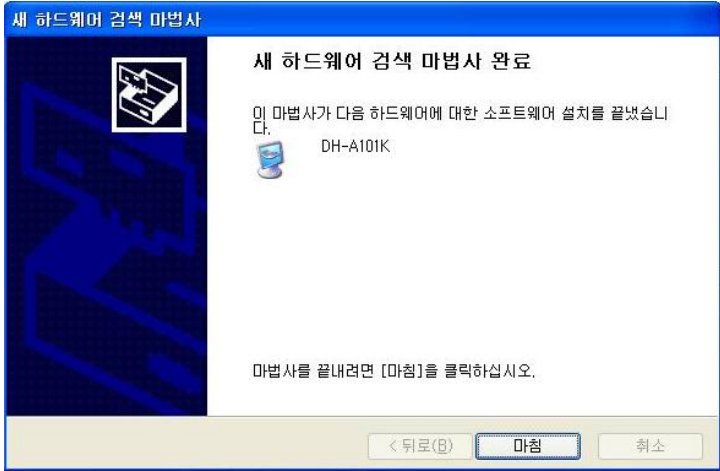 새 하드웨어 검색 마법사
새 하드웨어 검색 마법사 완료
이 마법사가 다음 하드웨어에 대한 소프트웨어 설치를 끝냈습니
다.
DH-A101K
마법사를 끝내려면 [마침]을 클릭하십시오.
< 뒤로(B) 마침 취소